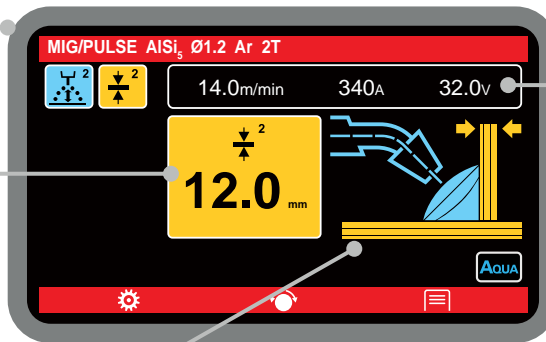 MIG/PULSE AlSi₅ Ø1.2 Ar 2T
2 2 14.0m/min 340A 32.0V
2
12.0 mm
AQUA